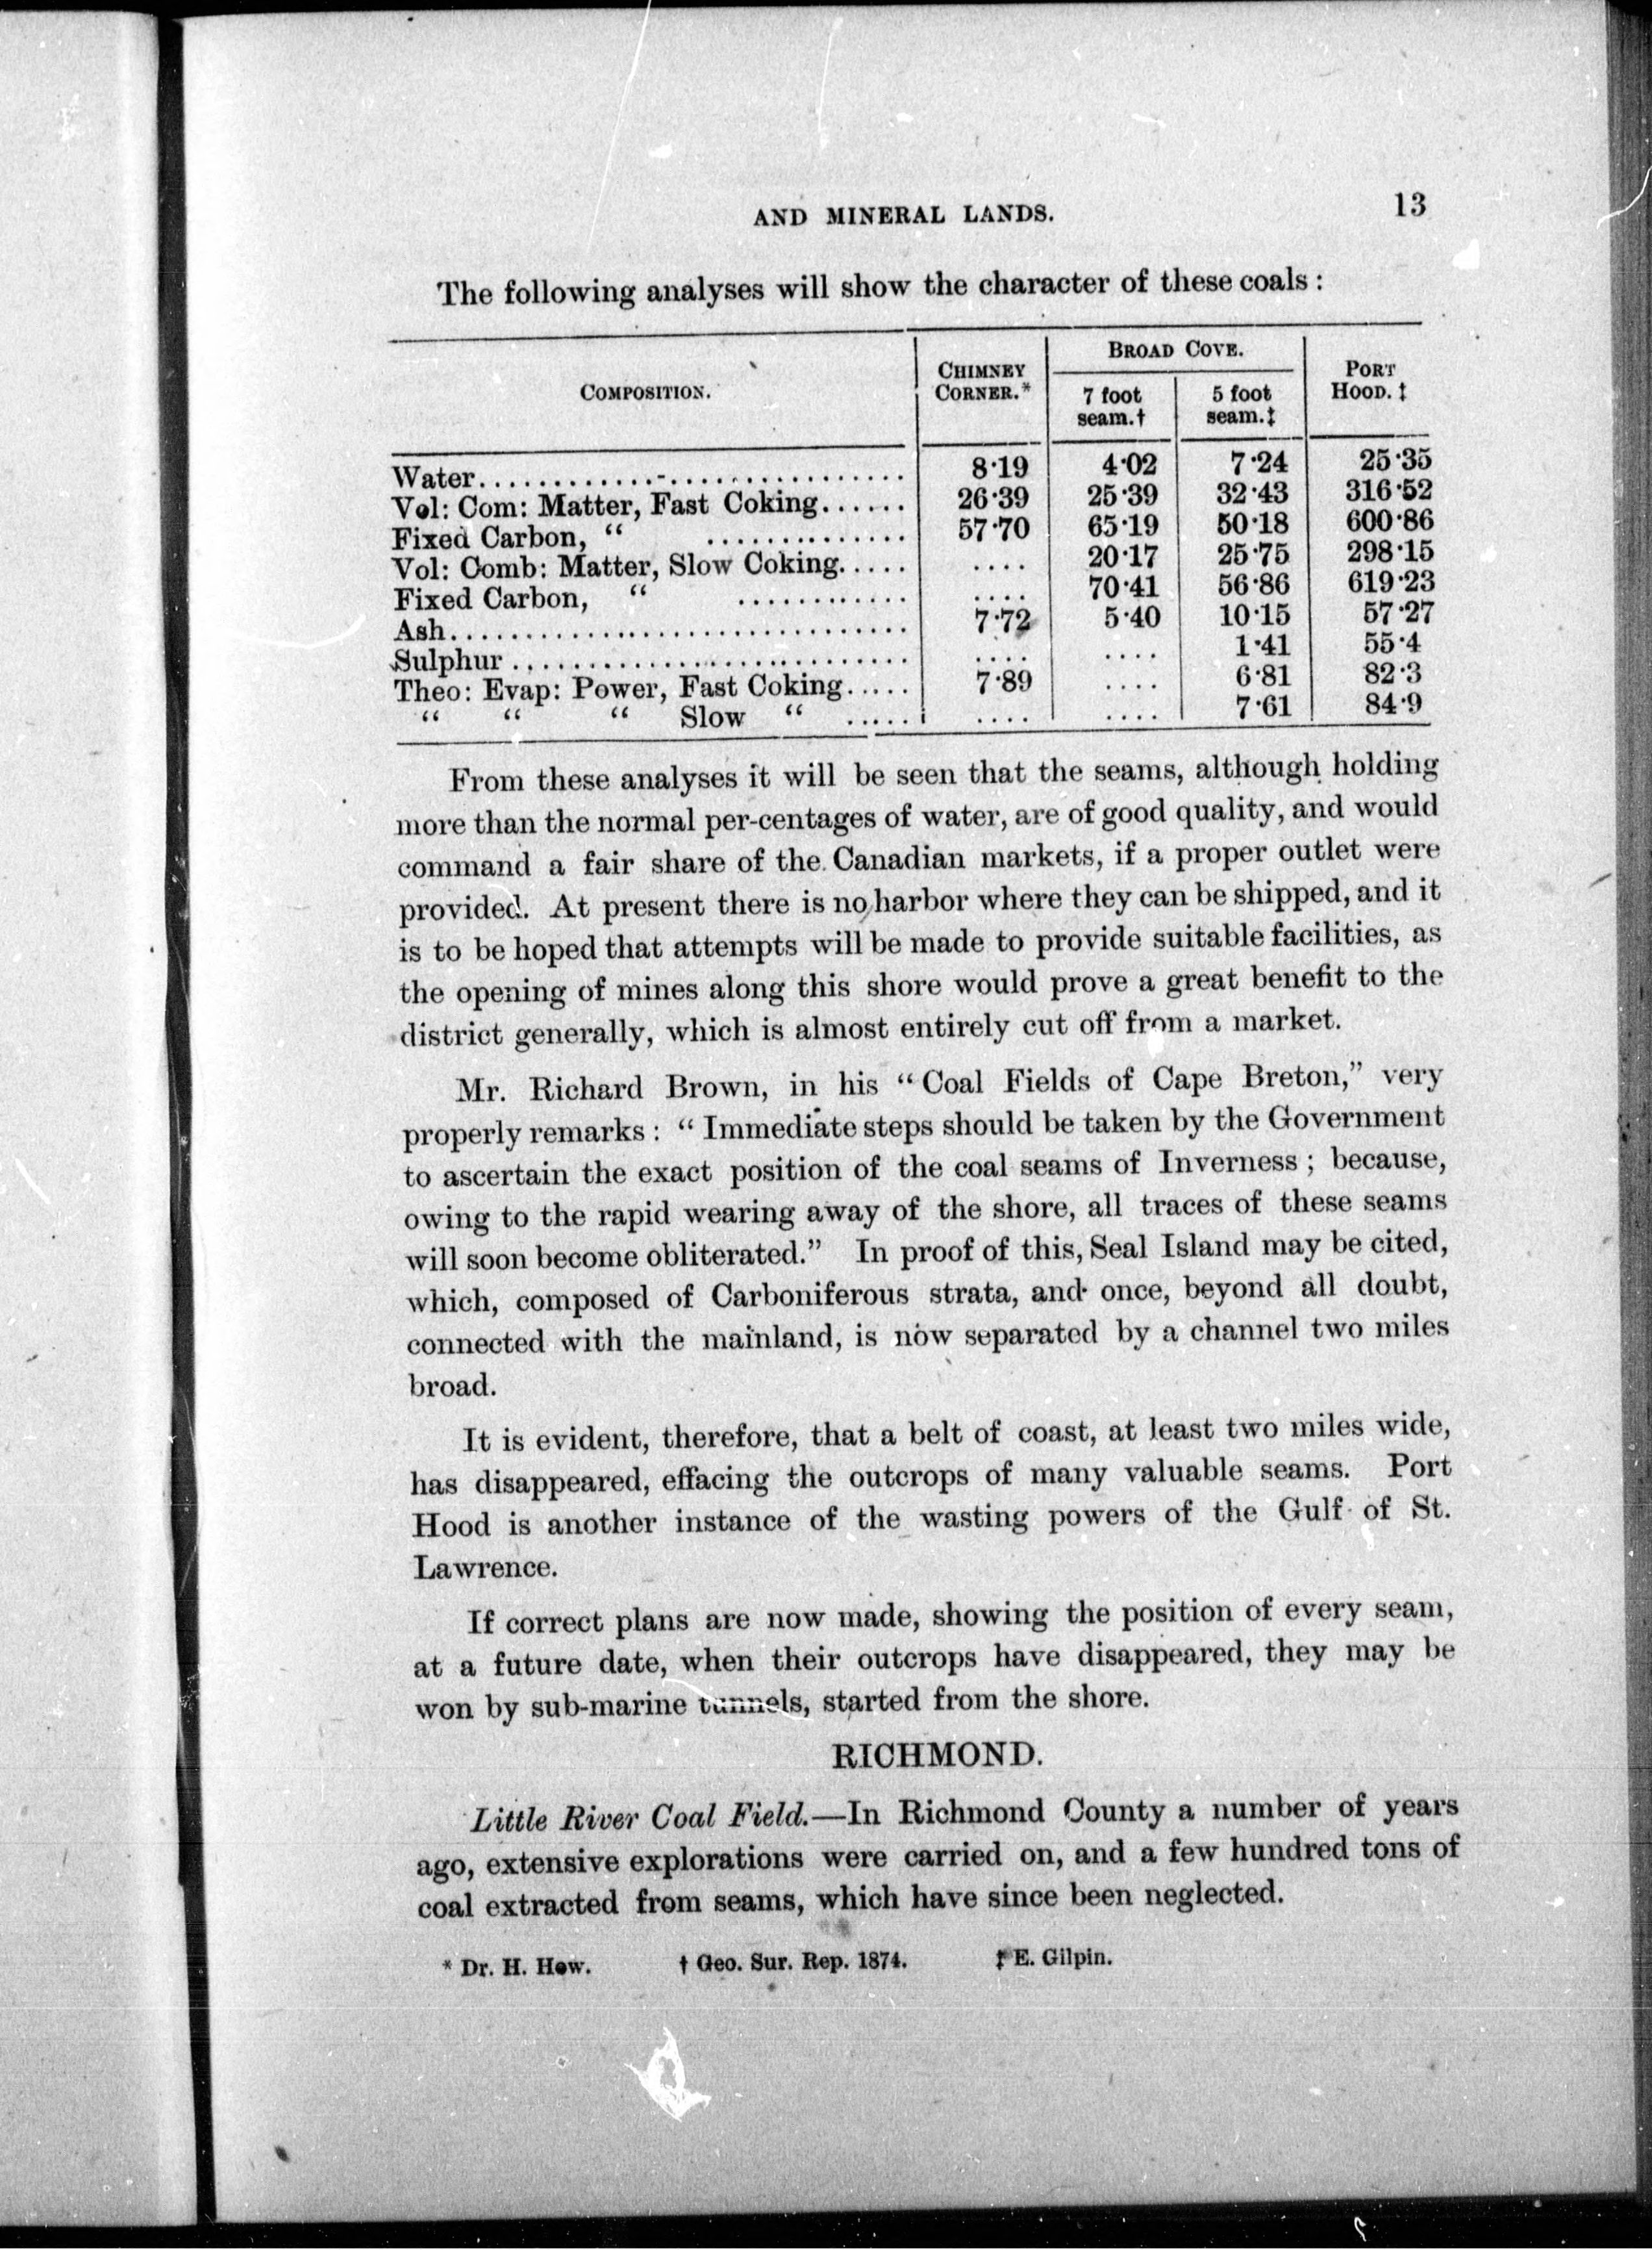 AND MINERAL LANDS. 13
The following analyses will show the character of these coals :
COMPOSITION. CHIMNEY CORNER.* BROAD COVE. 7 foot seam.† 5 foot seam.‡ PORT HOOD. ‡
Water 8·19 4·02 7·24 25·35
Vol: Com: Matter, Fast Coking 26·39 25·39 32·43 316·52
Fixed Carbon, “ 57·70 65·19 50·18 600·86
Vol: Comb: Matter, Slow Coking .... 20·17 25·75 298·15
Fixed Carbon, “ .... 70·41 56·86 619·23
Ash 7·72 5·40 10·15 57·27
Sulphur .... .... 1·41 55·4
Theo: Evap: Power, Fast Coking 7·89 .... 6·81 82·3
“ “ “ Slow “ .... .... 7·61 84·9
From these analyses it will be seen that the seams, although holding
more than the normal per-centages of water, are of good quality, and would
command a fair share of the Canadian markets, if a proper outlet were
provided. At present there is no harbor where they can be shipped, and it
is to be hoped that attempts will be made to provide suitable facilities, as
the opening of mines along this shore would prove a great benefit to the
district generally, which is almost entirely cut off from a market.
Mr. Richard Brown, in his “ Coal Fields of Cape Breton,” very
properly remarks : “ Immediate steps should be taken by the Government
to ascertain the exact position of the coal seams of Inverness ; because,
owing to the rapid wearing away of the shore, all traces of these seams
will soon become obliterated.” In proof of this, Seal Island may be cited,
which, composed of Carboniferous strata, and once, beyond all doubt,
connected with the mainland, is now separated by a channel two miles
broad.
It is evident, therefore, that a belt of coast, at least two miles wide,
has disappeared, effacing the outcrops of many valuable seams. Port
Hood is another instance of the wasting powers of the Gulf of St.
Lawrence.
If correct plans are now made, showing the position of every seam,
at a future date, when their outcrops have disappeared, they may be
won by sub-marine tunnels, started from the shore.
RICHMOND.
Little River Coal Field.—In Richmond County a number of years
ago, extensive explorations were carried on, and a few hundred tons of
coal extracted from seams, which have since been neglected.
* Dr. H. How. † Geo. Sur. Rep. 1874. ‡ E. Gilpin.